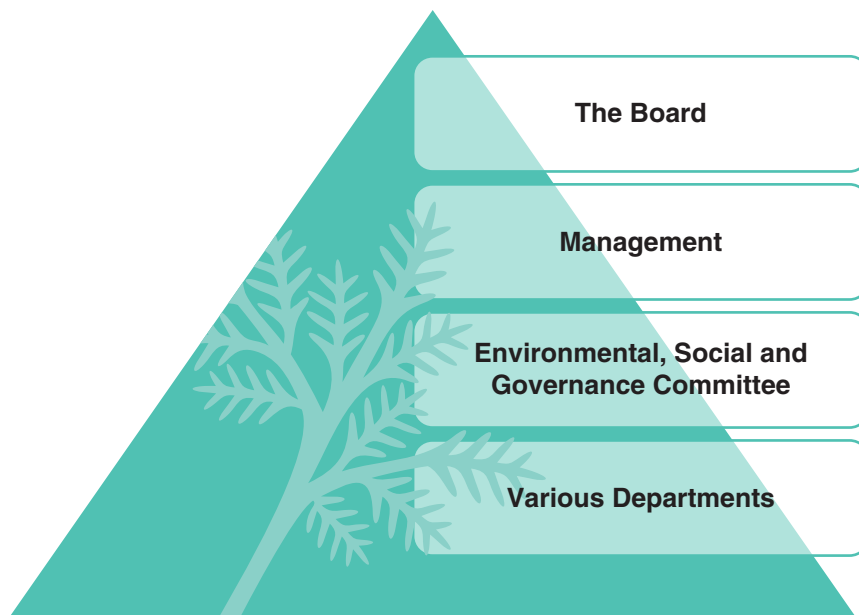 The Board
Management
Environmental, Social and
Governance Committee
Various Departments